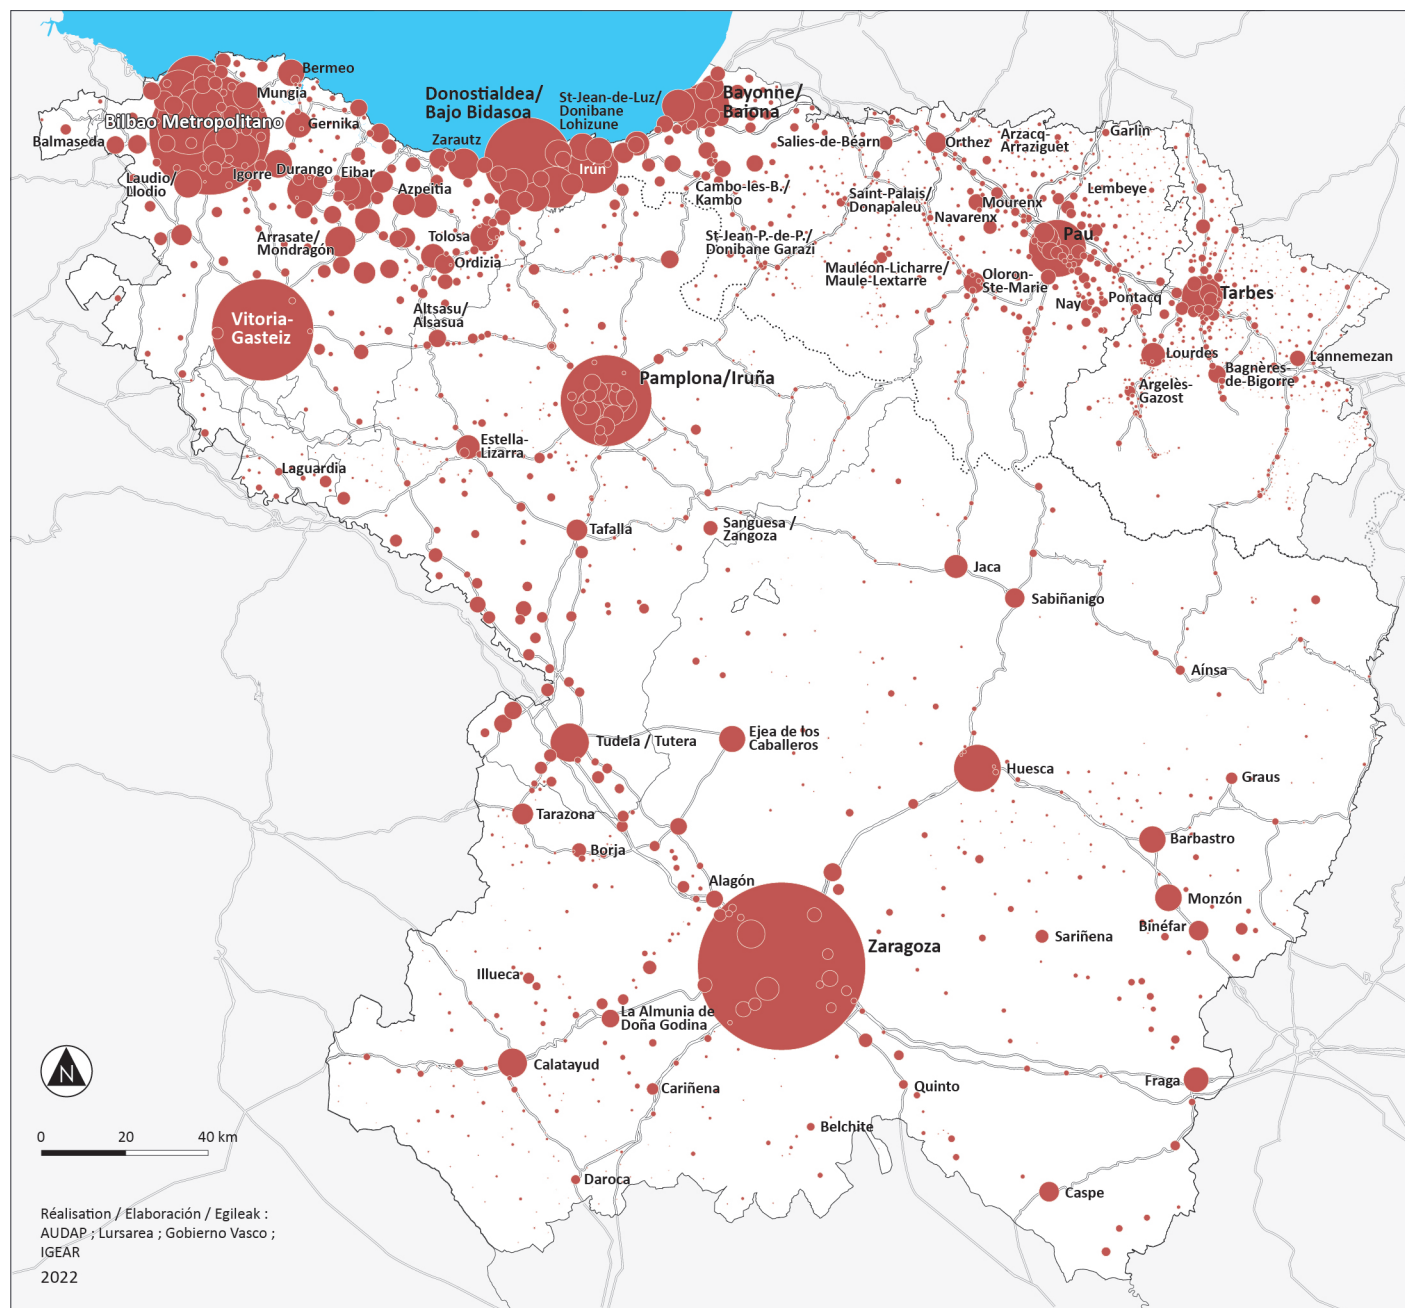 Bermeo
Mungia
Bilbao Metropolitano
Gernika
Balmaseda
Igorre
Durango
Eibar
Laudio/
Llodio
Azpeitia
Zarautz
Donostialdea/
Bajo Bidasoa
St-Jean-de-Luz/
Donibane
Lohizune
Irun
Bayonne/
Baiona
Cambo-les-B./
Kambo
Salies-de-Béarn
Orthez
Arzacq-
Arraziguet
Garlin
Lembeye
Saint-Palais/
Donapaleu
Navarrenx
Mourenx
Pau
St-Jean-P.-de-P./
Donibane Garazi
Mauléon-Licharre/
Maule-Lextarre
Oloron-
Ste-Marie
Nay
Pontacq
Tarbes
Lourdes
Lannemezan
Bagnères-
de-Bigorre
Argelès-
Gazost
Arrasate/
Mondragón
Tolosa
Ordizia
Vitoria-
Gasteiz
Altsasu/
Alsasua
Pamplona/Iruña
Estella-
Lizarra
Laguardia
Tafalla
Sanguesa /
Zangoza
Jaca
Sabiñanigo
Aínsa
Tudela / Tutera
Ejea de los
Caballeros
Huesca
Graus
Tarazona
Barbastro
Borja
Alagón
Monzón
Binéfar
Sariñena
Zaragoza
Illueca
La Almunia de
Doña Godina
Calatayud
Cariñena
Quinto
Fraga
Belchite
Daroca
Caspe
N
0 20 40 km
Réalisation / Elaboración / Egileak :
AUDAP ; Lursarea ; Gobierno Vasco ;
IGEAR
2022